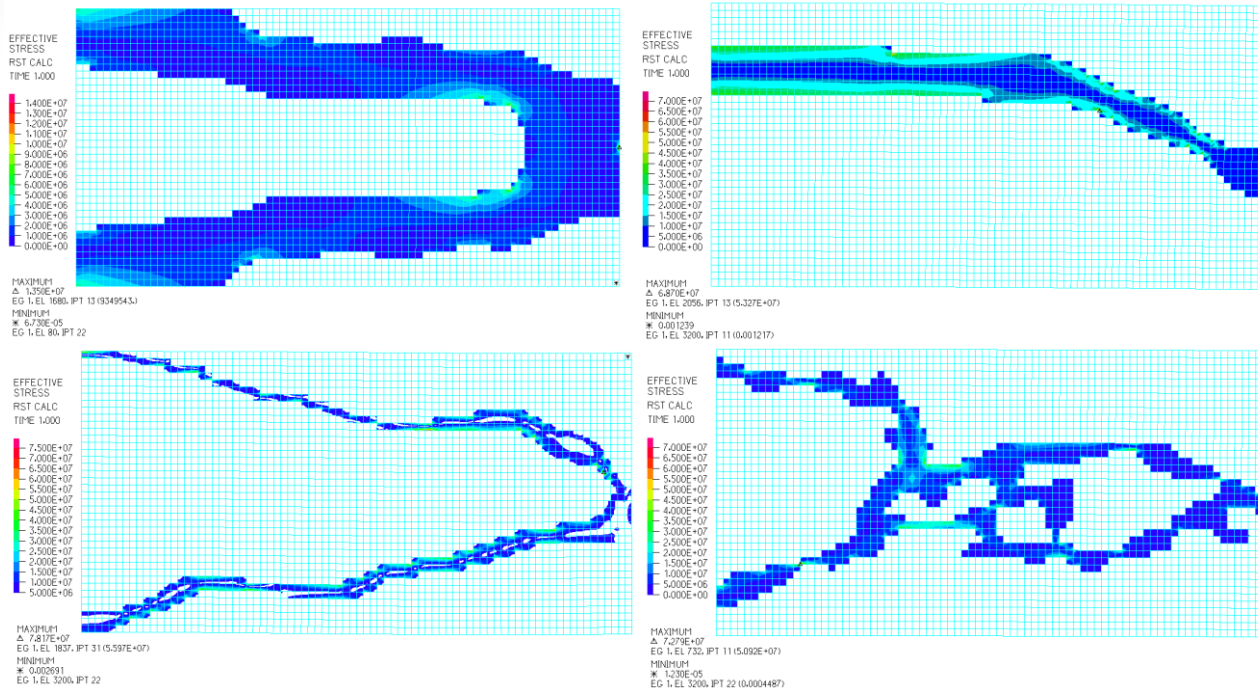 EFFECTIVE
STRESS
RST CALC
TIME 1.000
1.400E+07
1.300E+07
1.200E+07
1.100E+07
1.000E+07
9.000E+06
8.000E+06
7.000E+06
6.000E+06
5.000E+06
4.000E+06
3.000E+06
2.000E+06
1.000E+06
0.000E+00
MAXIMUM
Δ 1.350E+07
EG 1, EL 1680, IPT 13 (9349543.)
MINIMUM
✳ 6.730E-05
EG 1, EL 80, IPT 22
EFFECTIVE
STRESS
RST CALC
TIME 1.000
7.000E+07
6.500E+07
6.000E+07
5.500E+07
5.000E+07
4.500E+07
4.000E+07
3.500E+07
3.000E+07
2.500E+07
2.000E+07
1.500E+07
1.000E+07
5.000E+06
0.000E+00
MAXIMUM
Δ 6.870E+07
EG 1, EL 2056, IPT 13 (5.327E+07)
MINIMUM
✳ 0.001239
EG 1, EL 3200, IPT 11 (0.001217)
EFFECTIVE
STRESS
RST CALC
TIME 1.000
7.500E+07
7.000E+07
6.500E+07
6.000E+07
5.500E+07
5.000E+07
4.500E+07
4.000E+07
3.500E+07
3.000E+07
2.500E+07
2.000E+07
1.500E+07
1.000E+07
5.000E+06
MAXIMUM
Δ 7.817E+07
EG 1, EL 1837, IPT 31 (5.597E+07)
MINIMUM
✳ 0.002691
EG 1, EL 3200, IPT 22
EFFECTIVE
STRESS
RST CALC
TIME 1.000
7.000E+07
6.500E+07
6.000E+07
5.500E+07
5.000E+07
4.500E+07
4.000E+07
3.500E+07
3.000E+07
2.500E+07
2.000E+07
1.500E+07
1.000E+07
5.000E+06
0.000E+00
MAXIMUM
Δ 7.279E+07
EG 1, EL 732, IPT 11 (5.092E+07)
MINIMUM
✳ 1.230E-05
EG 1, EL 3200, IPT 22 (0.0004487)